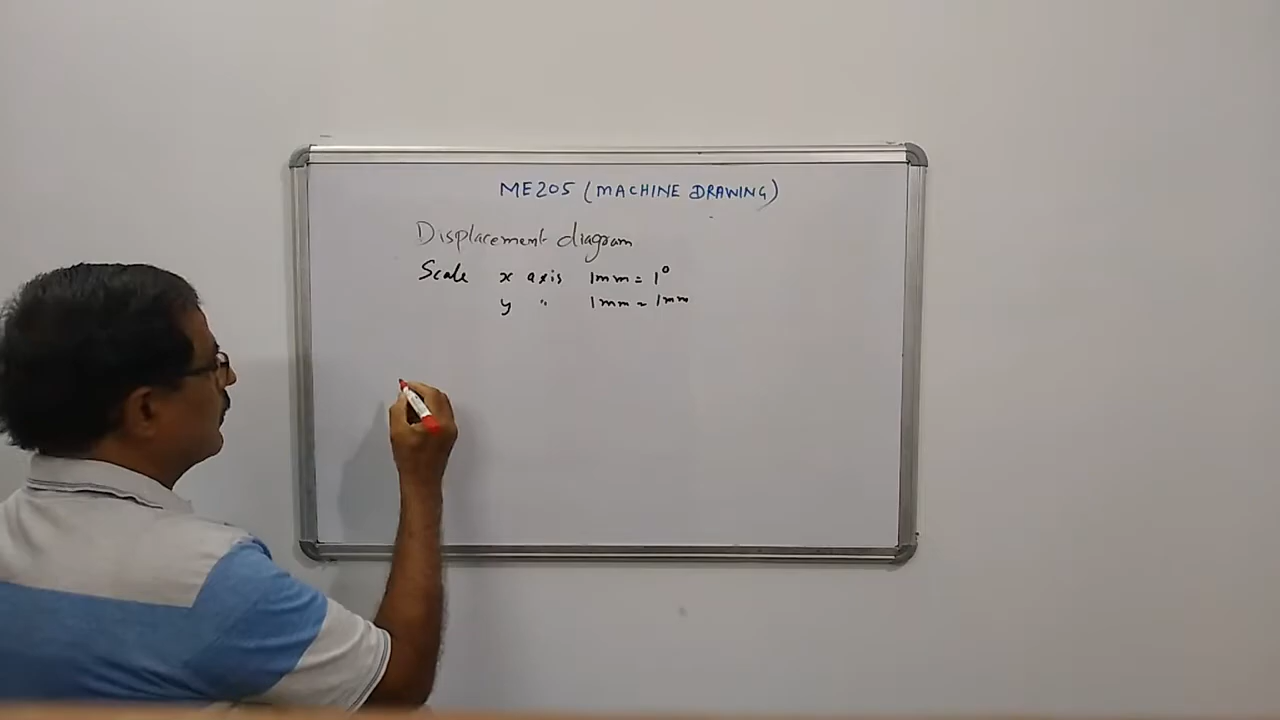 ME205 (MACHINE DRAWING)
Displacement diagram
Scale x axis 1mm = 1°
y " 1mm = 1mm